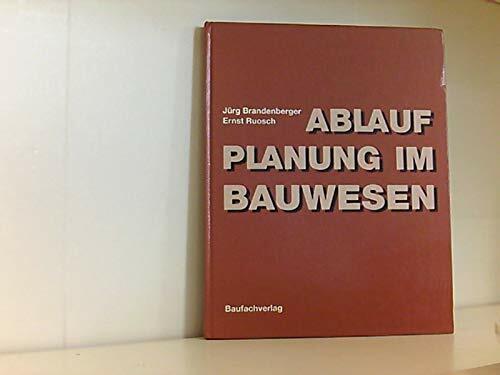 Jürg Brandenberger
Ernst Ruosch
ABLAUF
PLANUNG IM
BAUWESEN
Baufachverlag